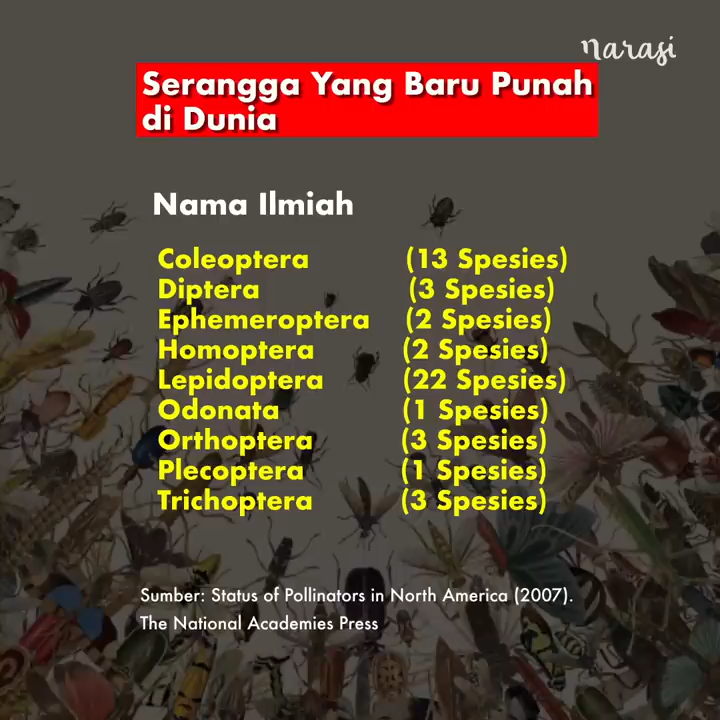 Narasi
Serangga Yang Baru Punah
di Dunia
Nama Ilmiah
Coleoptera (13 Spesies)
Diptera (3 Spesies)
Ephemeroptera (2 Spesies)
Homoptera (2 Spesies)
Lepidoptera (22 Spesies)
Odonata (1 Spesies)
Orthoptera (3 Spesies)
Plecoptera (1 Spesies)
Trichoptera (3 Spesies)
Sumber: Status of Pollinators in North America (2007).
The National Academies Press